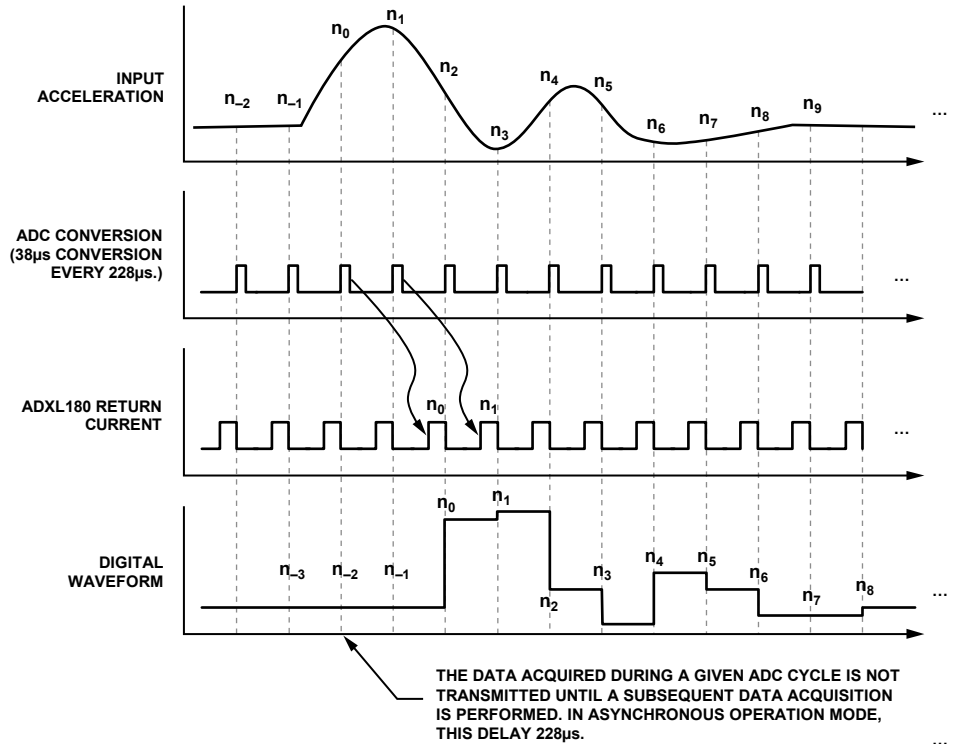 n₋₂ n₋₁ n₀ n₁ n₂ n₃ n₄ n₅ n₆ n₇ n₈ n₉
INPUT
ACCELERATION
...
ADC CONVERSION
(38µs CONVERSION
EVERY 228µs.)
...
ADXL180 RETURN
CURRENT
n₀ n₁
...
DIGITAL
WAVEFORM
n₋₃ n₋₂ n₋₁ n₀ n₁ n₂ n₃ n₄ n₅ n₆ n₇ n₈
...
THE DATA ACQUIRED DURING A GIVEN ADC CYCLE IS NOT
TRANSMITTED UNTIL A SUBSEQUENT DATA ACQUISITION
IS PERFORMED. IN ASYNCHRONOUS OPERATION MODE,
THIS DELAY 228µs.
...